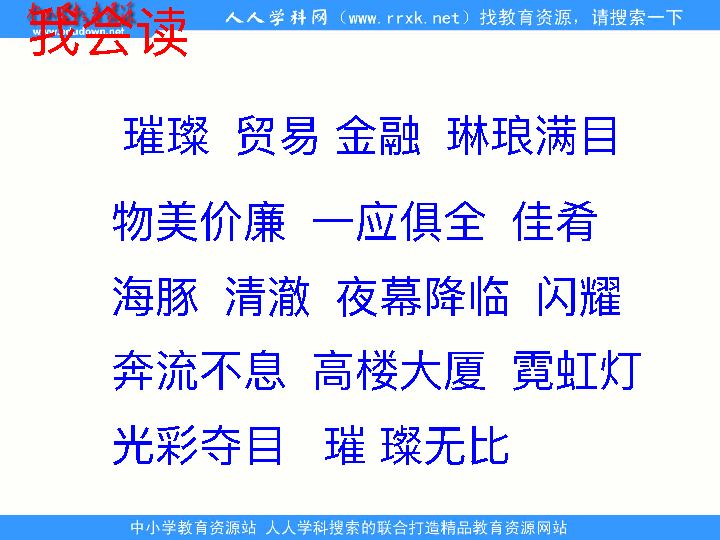 人人学科网（www.rrxk.net）找教育资源，请搜索一下
我会读
璀璨 贸易 金融 琳琅满目
物美价廉 一应俱全 佳肴
海豚 清澈 夜幕降临 闪耀
奔流不息 高楼大厦 霓虹灯
光彩夺目 璀 璨无比
中小学教育资源站 人人学科搜索的联合打造精品教育资源网站